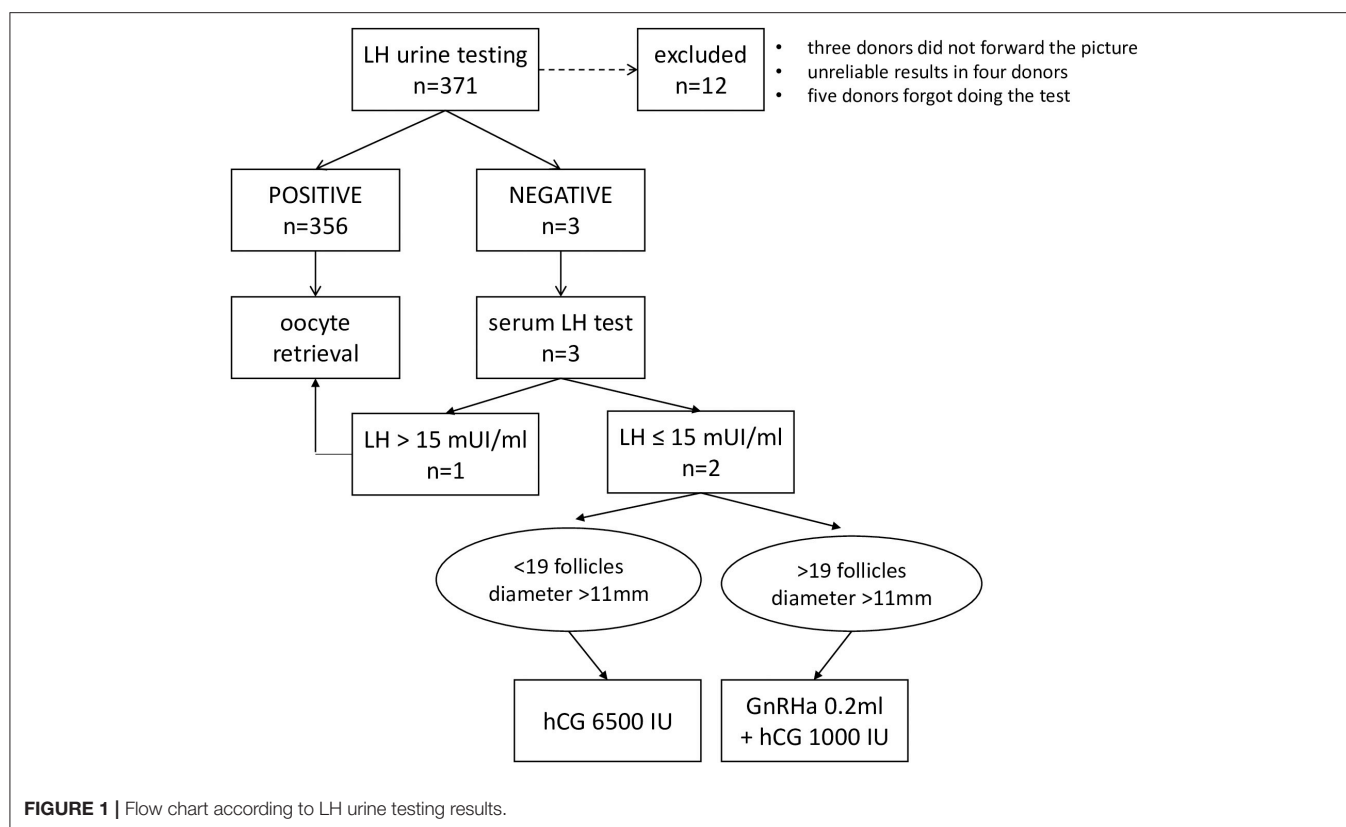 LH urine testing
n=371
excluded
n=12
• three donors did not forward the picture
• unreliable results in four donors
• five donors forgot doing the test
POSITIVE
n=356
NEGATIVE
n=3
oocyte
retrieval
serum LH test
n=3
LH > 15 mUI/ml
n=1
LH ≤ 15 mUI/ml
n=2
<19 follicles
diameter >11mm
>19 follicles
diameter >11mm
hCG 6500 IU
GnRHa 0.2ml
+ hCG 1000 IU
FIGURE 1 | Flow chart according to LH urine testing results.